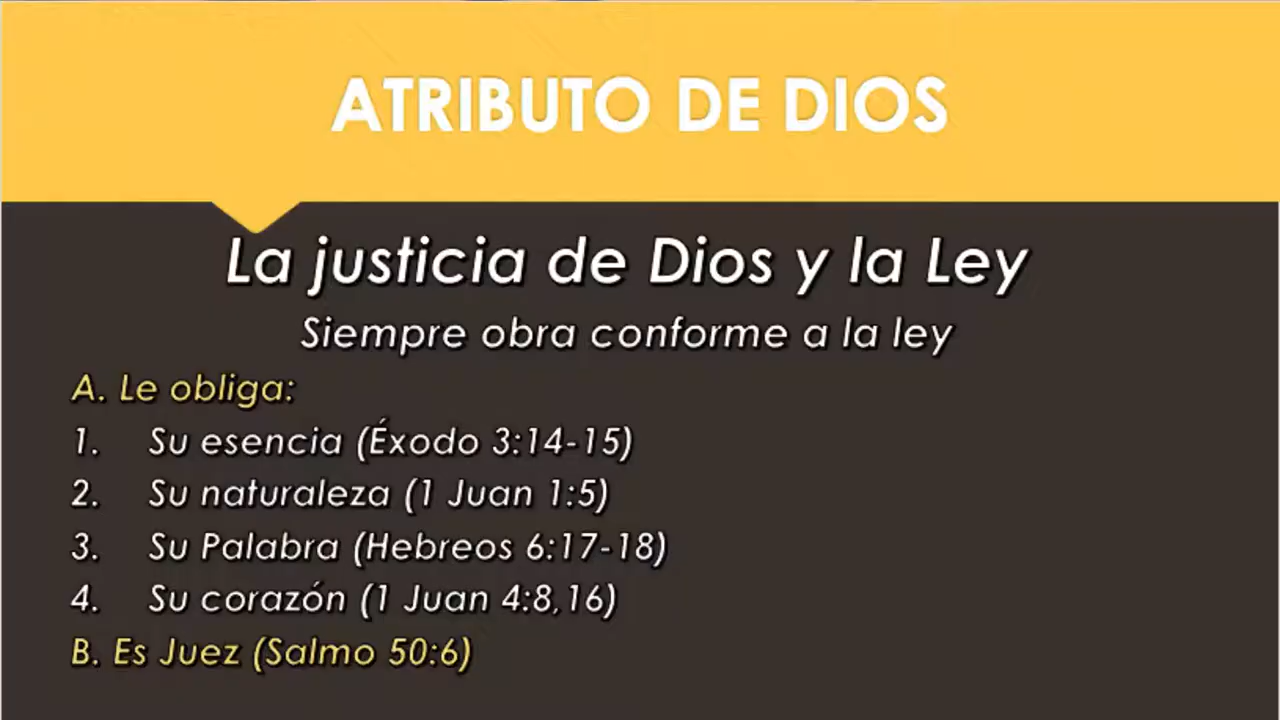 ATRIBUTO DE DIOS
La justicia de Dios y la Ley
Siempre obra conforme a la ley
A. Le obliga:
1. Su esencia (Éxodo 3:14-15)
2. Su naturaleza (1 Juan 1:5)
3. Su Palabra (Hebreos 6:17-18)
4. Su corazón (1 Juan 4:8,16)
B. Es Juez (Salmo 50:6)